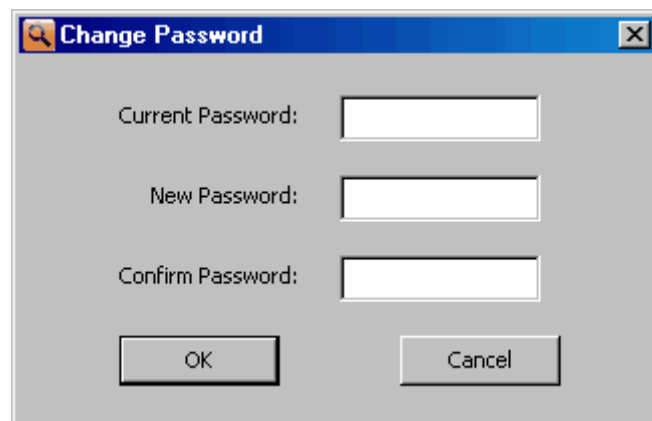 Change Password
Current Password:
New Password:
Confirm Password:
OK Cancel